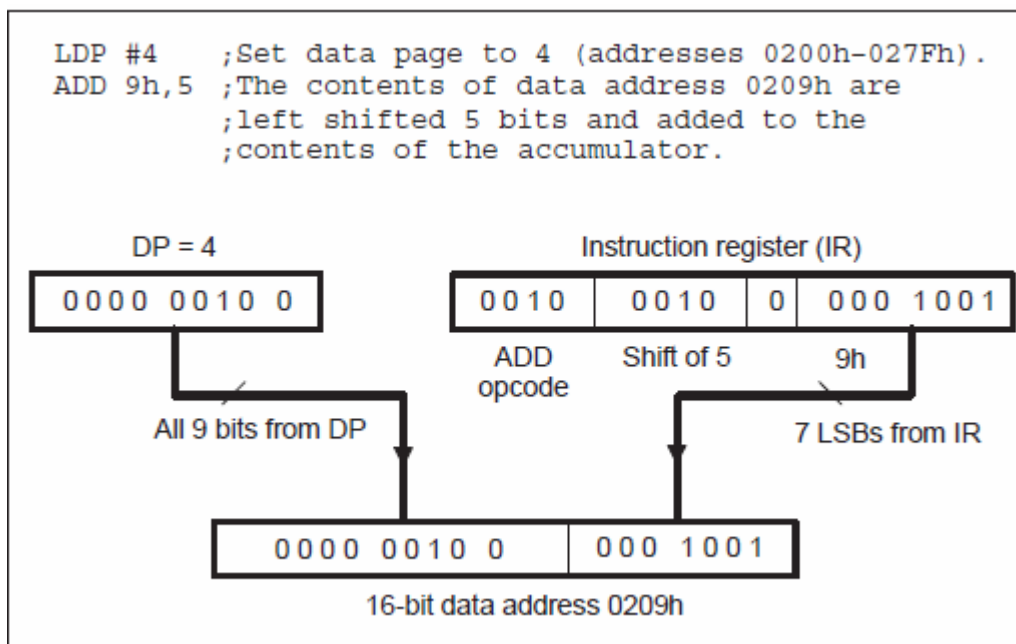 LDP #4 ;Set data page to 4 (addresses 0200h-027Fh).
ADD 9h,5 ;The contents of data address 0209h are
;left shifted 5 bits and added to the
;contents of the accumulator.
DP = 4
Instruction register (IR)
0000 0010 0
0010 0010 0 000 1001
ADD opcode
Shift of 5
9h
All 9 bits from DP
7 LSBs from IR
0000 0010 0 000 1001
16-bit data address 0209h